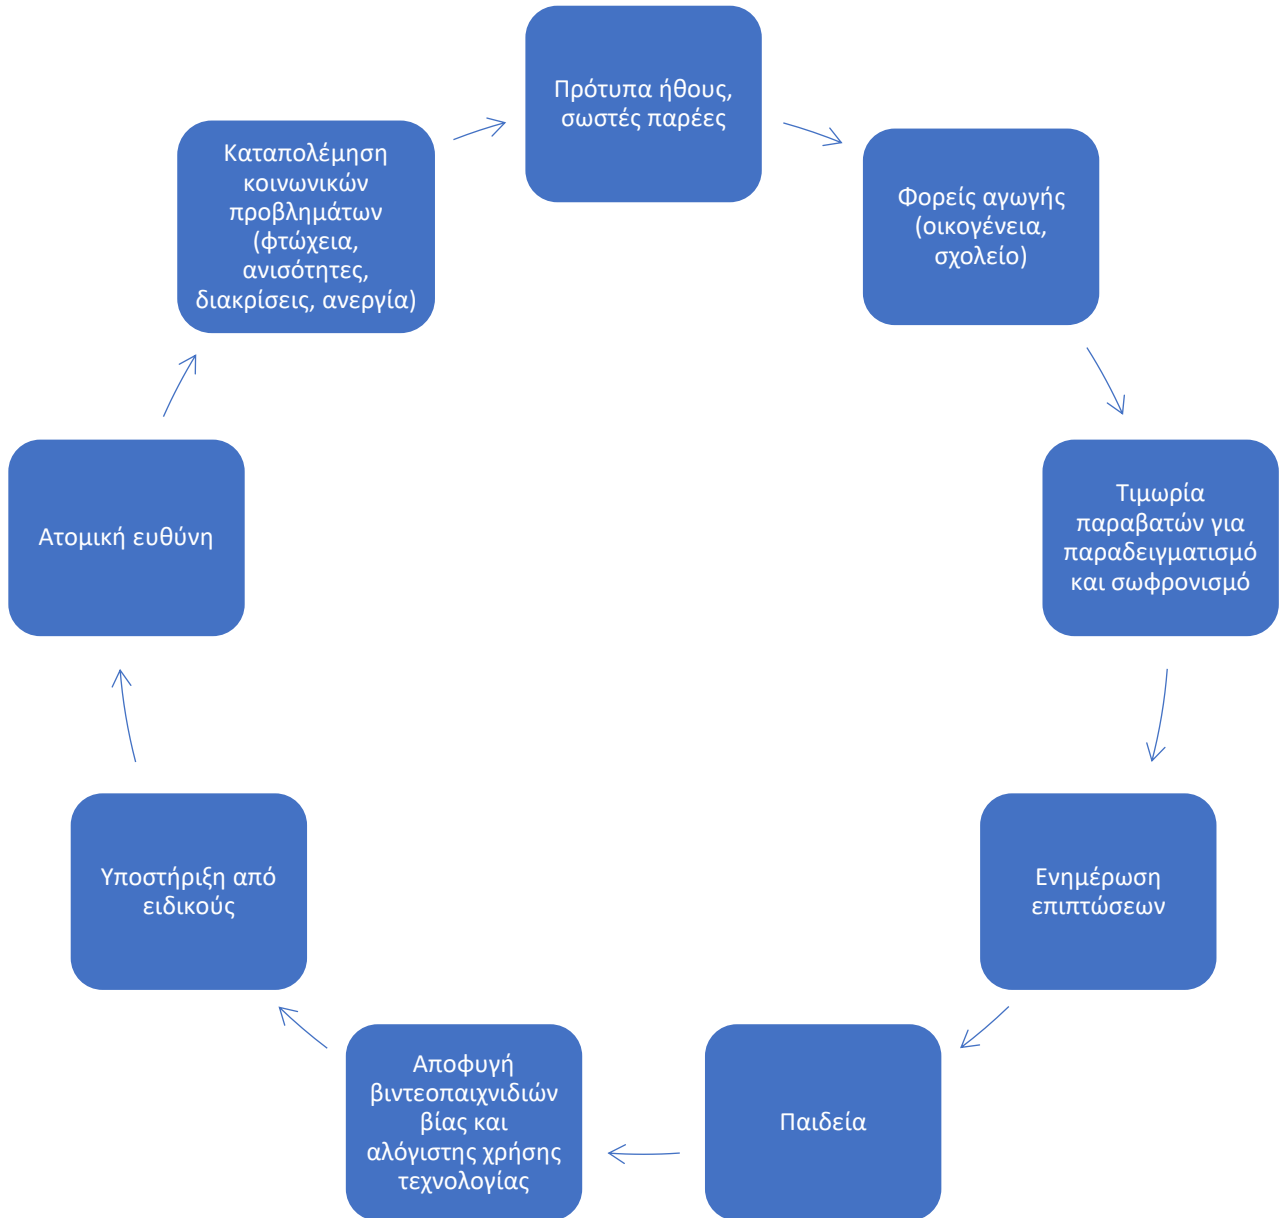 Πρότυπα ήθους,
σωστές παρέες
Φορείς αγωγής
(οικογένεια,
σχολείο)
Τιμωρία
παραβατών για
παραδειγματισμό
και σωφρονισμό
Ενημέρωση
επιπτώσεων
Παιδεία
Αποφυγή
βιντεοπαιχνιδιών
βίας και
αλόγιστης χρήσης
τεχνολογίας
Υποστήριξη από
ειδικούς
Ατομική ευθύνη
Καταπολέμηση
κοινωνικών
προβλημάτων
(φτώχεια,
ανισότητες,
διακρίσεις, ανεργία)